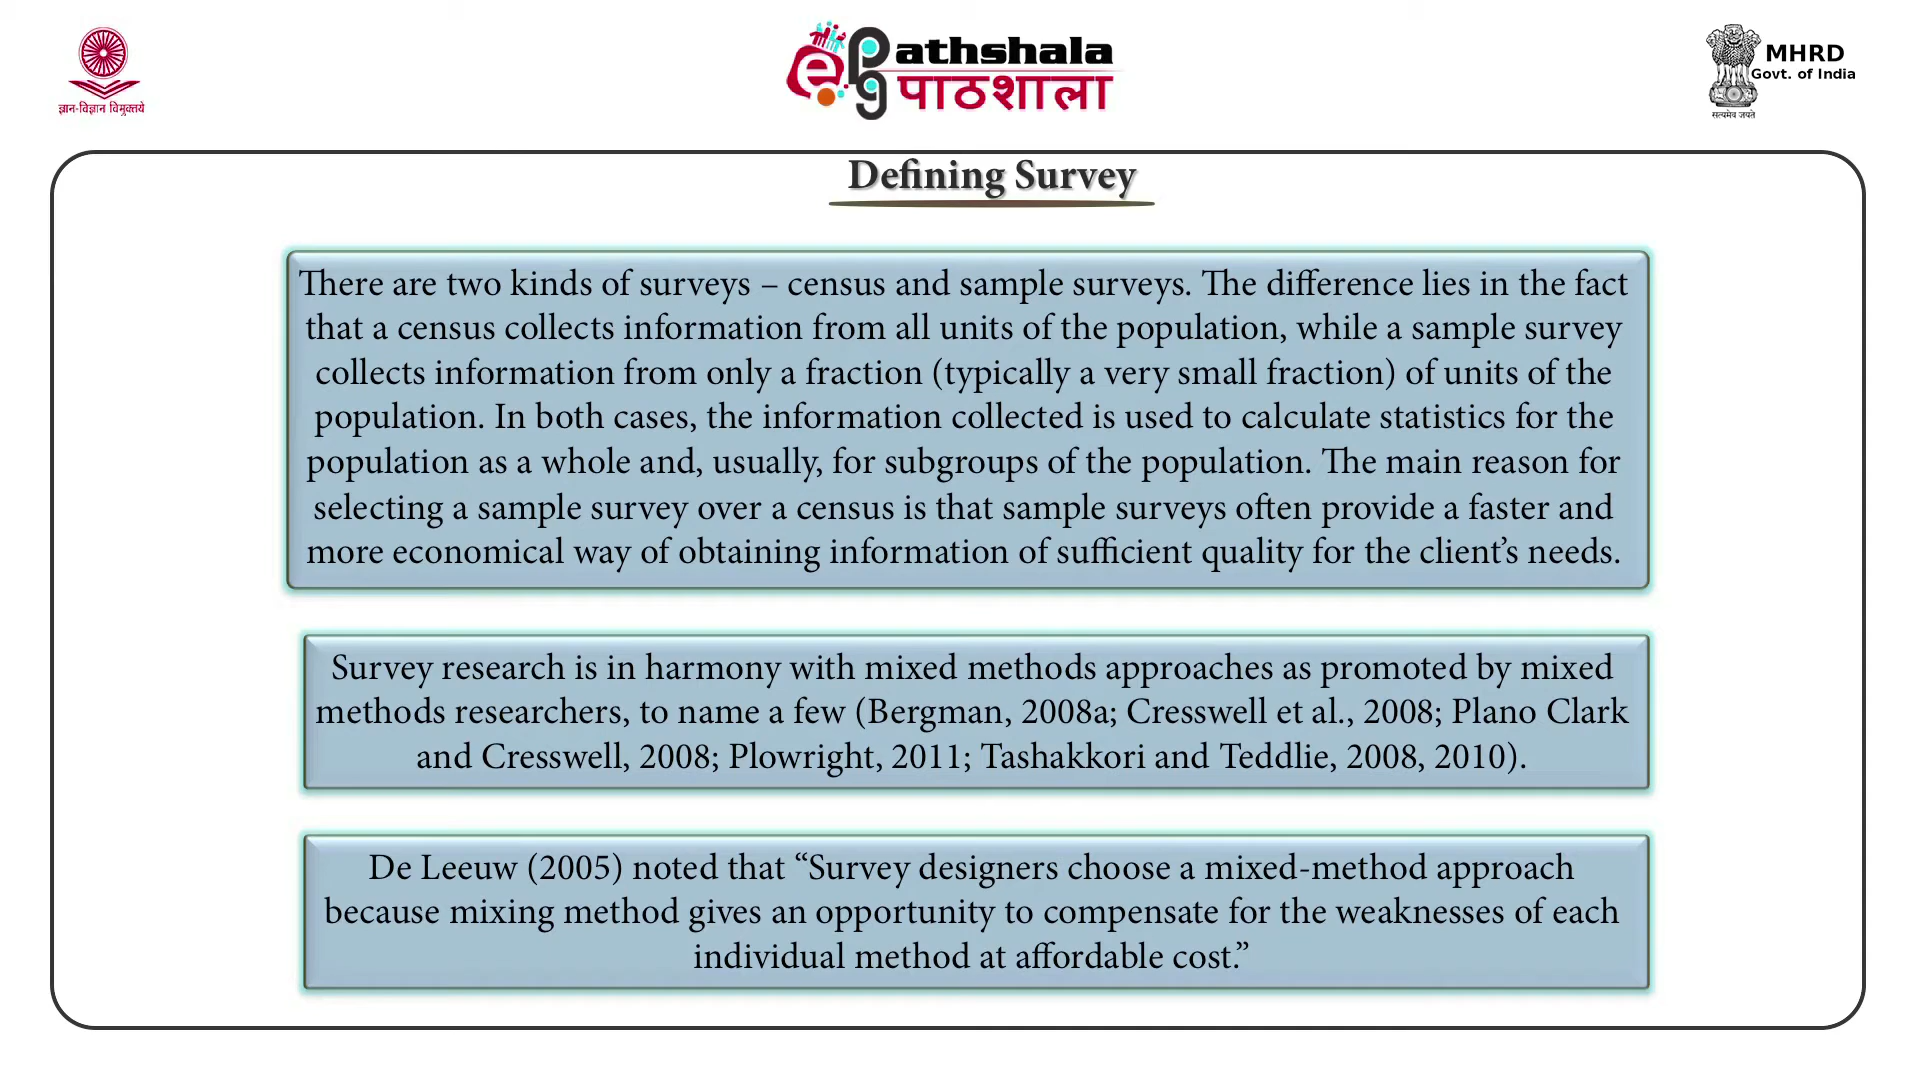 ज्ञान-विज्ञान विमुक्तये
e
pg
athshala
पाठशाला
MHRD
Govt. of India
सत्यमेव जयते
Defining Survey
There are two kinds of surveys – census and sample surveys. The difference lies in the fact
that a census collects information from all units of the population, while a sample survey
collects information from only a fraction (typically a very small fraction) of units of the
population. In both cases, the information collected is used to calculate statistics for the
population as a whole and, usually, for subgroups of the population. The main reason for
selecting a sample survey over a census is that sample surveys often provide a faster and
more economical way of obtaining information of sufficient quality for the client’s needs.
Survey research is in harmony with mixed methods approaches as promoted by mixed
methods researchers, to name a few (Bergman, 2008a; Cresswell et al., 2008; Plano Clark
and Cresswell, 2008; Plowright, 2011; Tashakkori and Teddlie, 2008, 2010).
De Leeuw (2005) noted that “Survey designers choose a mixed-method approach
because mixing method gives an opportunity to compensate for the weaknesses of each
individual method at affordable cost.”